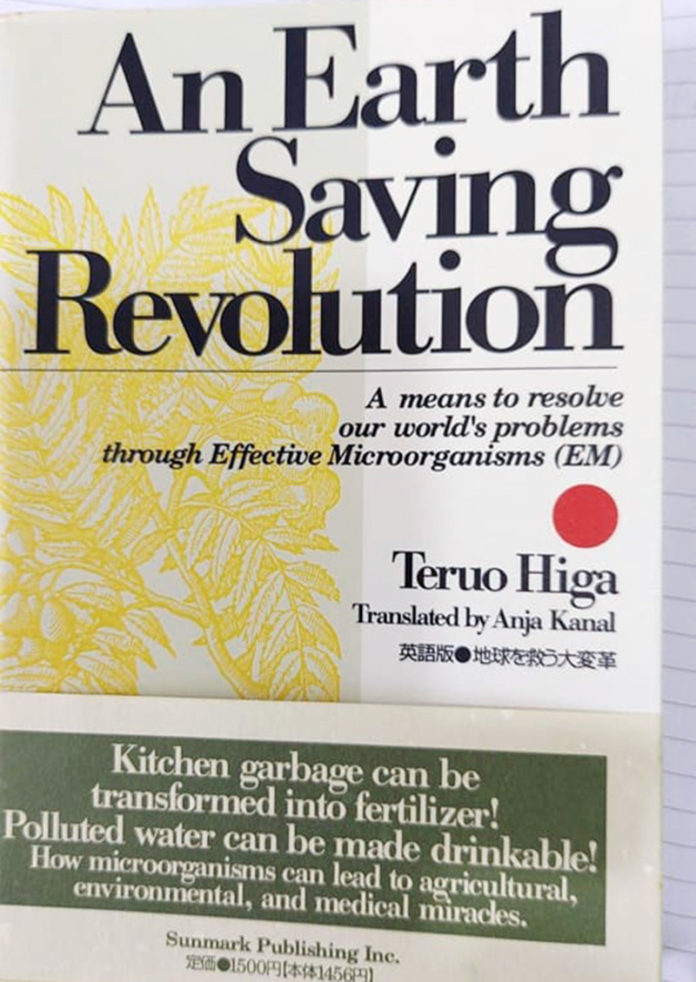 An Earth
Saving
Revolution
A means to resolve
our world's problems
through Effective Microorganisms (EM)
Teruo Higa
Translated by Anja Kanal
英語版●地球を救う大変革
Kitchen garbage can be
transformed into fertilizer!
Polluted water can be made drinkable!
How microorganisms can lead to agricultural,
environmental, and medical miracles.
Sunmark Publishing Inc.
定価●1500円[本体1456円]